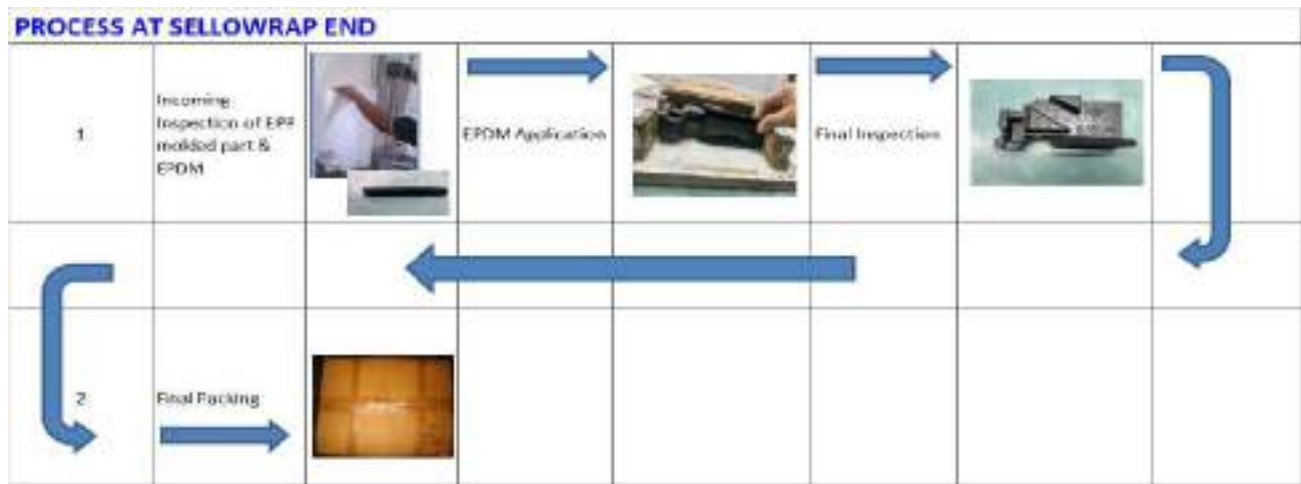 PROCESS AT SELLOWRAP END
1
Incoming
Inspection of EPP
molded part &
EPDM
EPDM Application
Final Inspection
2
Final Packing